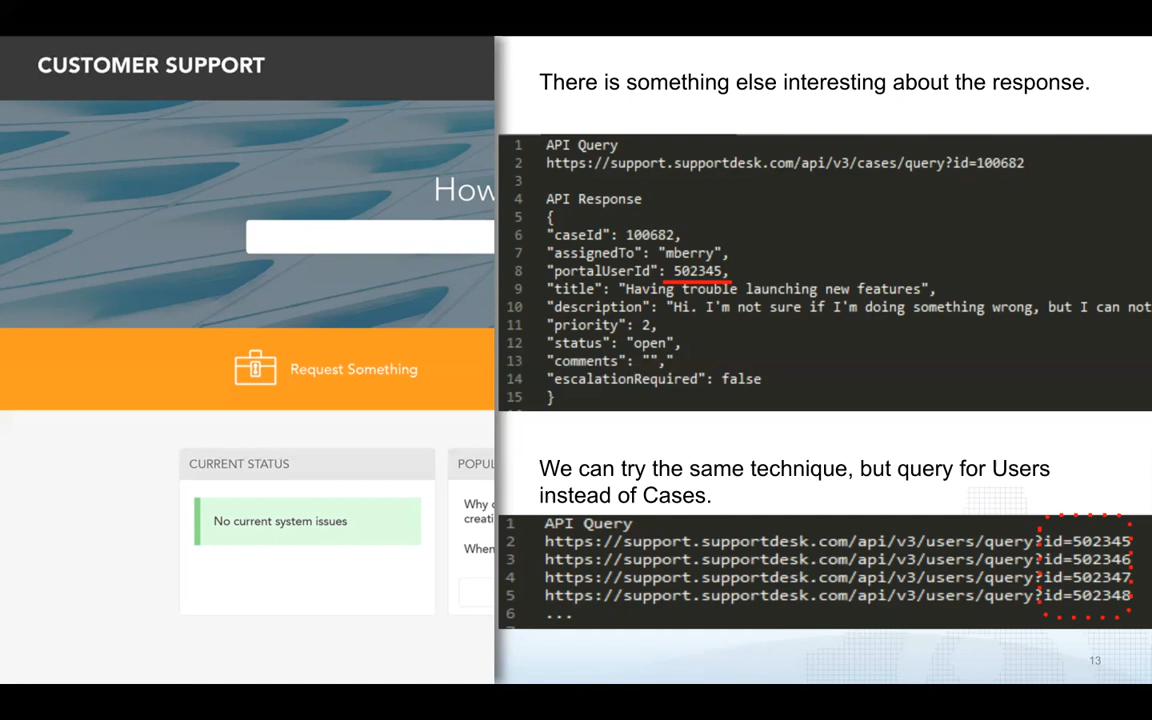 CUSTOMER SUPPORT
How
Request Something
CURRENT STATUS
No current system issues
POPUL
Why c
creati
When
There is something else interesting about the response.
1 API Query
2 https://support.supportdesk.com/api/v3/cases/query?id=100682
3
4 API Response
5 {
6 "caseId": 100682,
7 "assignedTo": "mberry",
8 "portalUserId": 502345,
9 "title": "Having trouble launching new features",
10 "description": "Hi. I'm not sure if I'm doing something wrong, but I can not
11 "priority": 2,
12 "status": "open",
13 "comments": "","
14 "escalationRequired": false
15 }
We can try the same technique, but query for Users
instead of Cases.
1 API Query
2 https://support.supportdesk.com/api/v3/users/query?id=502345
3 https://support.supportdesk.com/api/v3/users/query?id=502346
4 https://support.supportdesk.com/api/v3/users/query?id=502347
5 https://support.supportdesk.com/api/v3/users/query?id=502348
6 ...
13